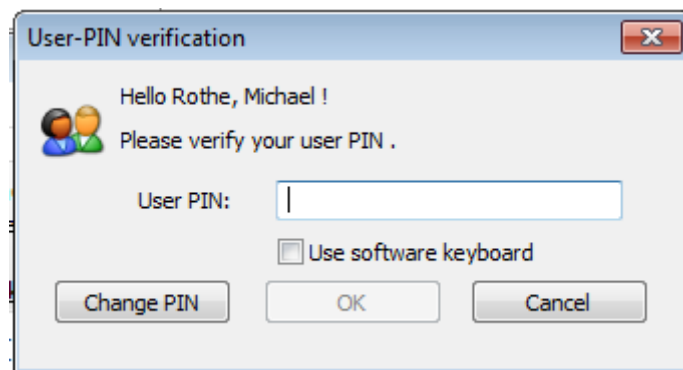 User-PIN verification
Hello Rothe, Michael !
Please verify your user PIN .
User PIN:
Use software keyboard
Change PIN
OK
Cancel